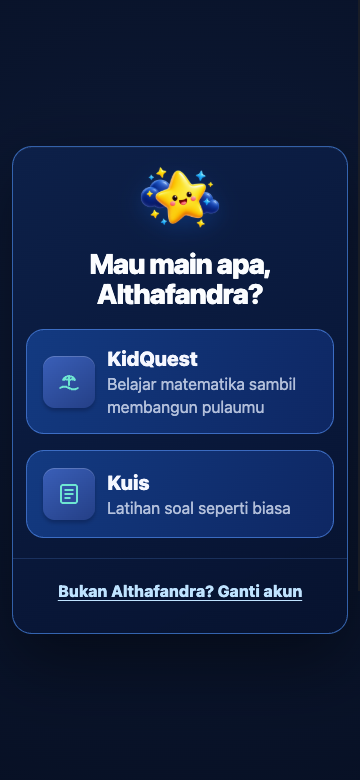 Mau main apa,
Althafandra?
KidQuest
Belajar matematika sambil
membangun pulaumu
Kuis
Latihan soal seperti biasa
Bukan Althafandra? Ganti akun